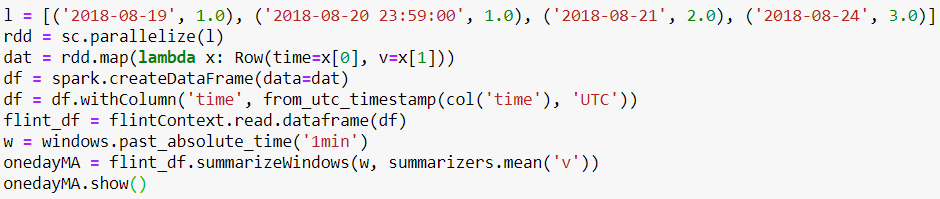 l = [('2018-08-19', 1.0), ('2018-08-20 23:59:00', 1.0), ('2018-08-21', 2.0), ('2018-08-24', 3.0)]
rdd = sc.parallelize(l)
dat = rdd.map(lambda x: Row(time=x[0], v=x[1]))
df = spark.createDataFrame(data=dat)
df = df.withColumn('time', from_utc_timestamp(col('time'), 'UTC'))
flint_df = flintContext.read.dataframe(df)
w = windows.past_absolute_time('1min')
onedayMA = flint_df.summarizeWindows(w, summarizers.mean('v'))
onedayMA.show()